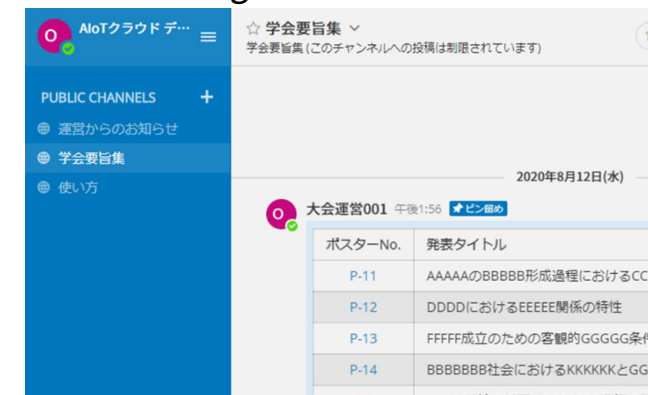 AIoTクラウド デ…
PUBLIC CHANNELS +
運営からのお知らせ
学会要旨集
使い方
学会要旨集
学会要旨集 (このチャンネルへの投稿は制限されています)
2020年8月12日(水)
O
大会運営001 午後1:56 ピン留め
ポスターNo. 発表タイトル
P-11 AAAAAのBBBBB形成過程におけるCC
P-12 DDDDにおけるEEEEE関係の特性
P-13 FFFFF成立のための客観的GGGGG条件
P-14 BBBBBBB社会におけるKKKKKKとGG